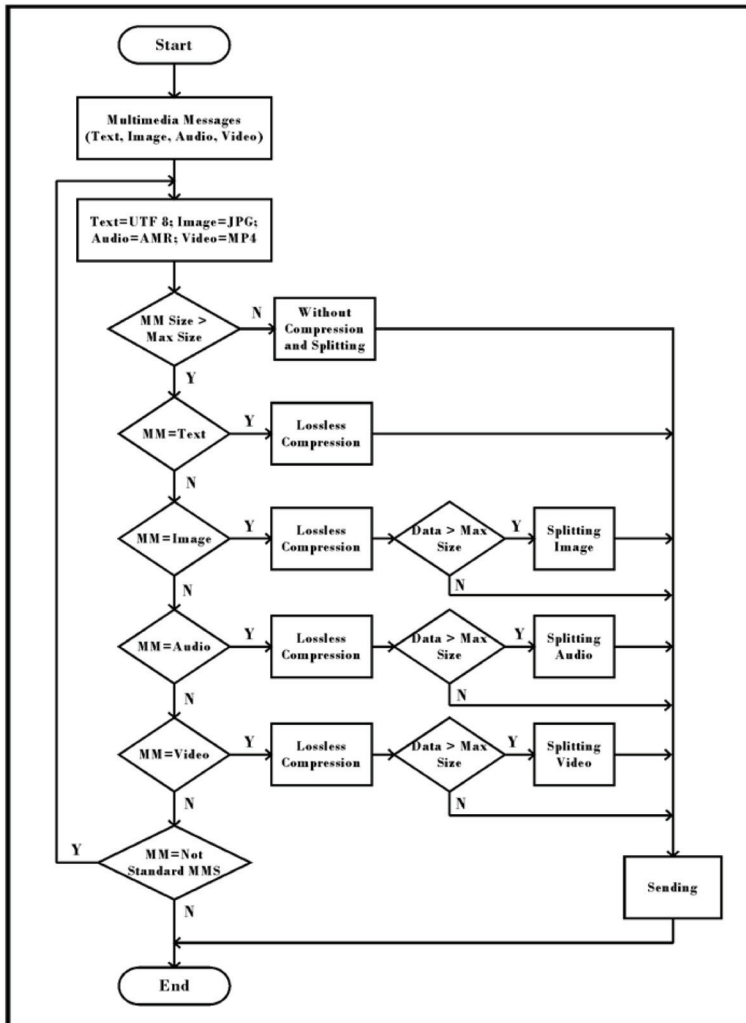 Start
Multimedia Messages
(Text, Image, Audio, Video)
Text=UTF 8; Image=JPG;
Audio=AMR; Video=MP4
MM Size >
Max Size
N
Without
Compression
and Splitting
Y
MM=Text
Y
Lossless
Compression
N
MM=Image
Y
Lossless
Compression
Data > Max
Size
Y
Splitting
Image
N
N
MM=Audio
Y
Lossless
Compression
Data > Max
Size
Y
Splitting
Audio
N
N
MM=Video
Y
Lossless
Compression
Data > Max
Size
Y
Splitting
Video
N
N
Y
MM=Not
Standard MMS
N
Sending
End